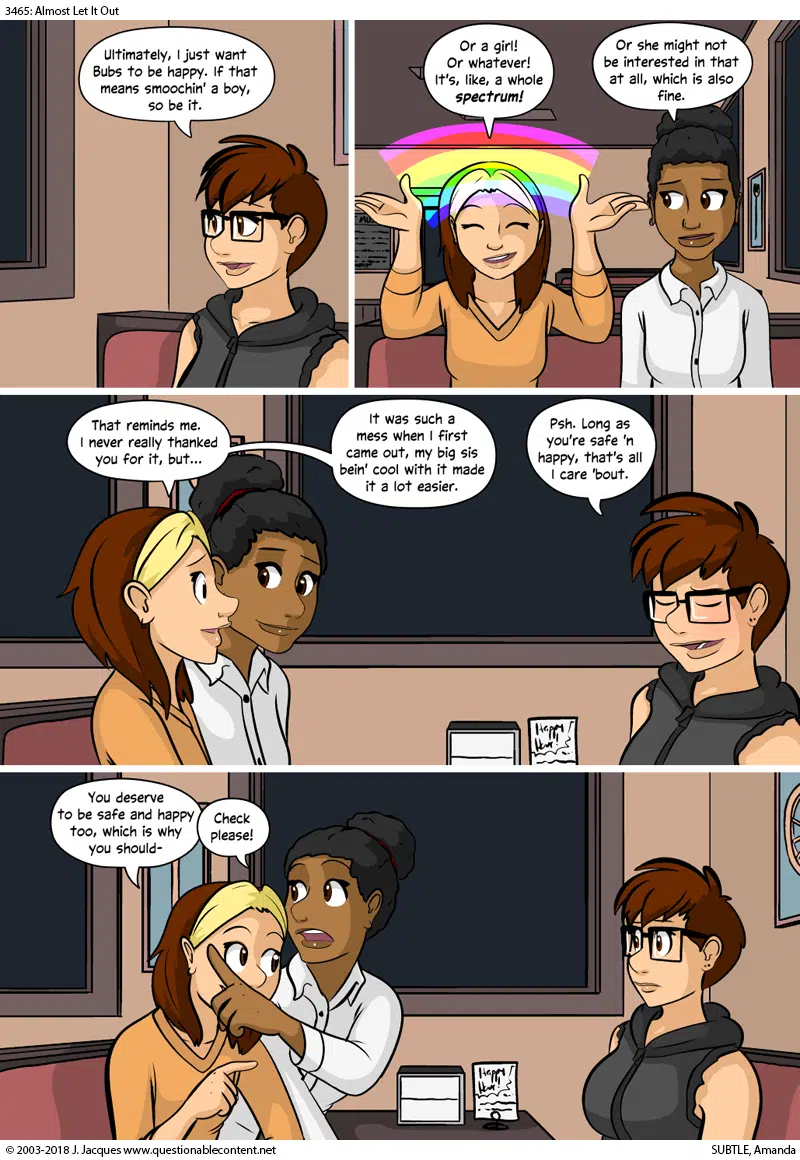 3465: Almost Let It Out
Ultimately, I just want
Bubs to be happy. If that
means smoochin' a boy,
so be it.
Or a girl!
Or whatever!
It's, like, a whole
spectrum!
Or she might not
be interested in that
at all, which is also
fine.
That reminds me.
I never really thanked
you for it, but...
It was such a
mess when I first
came out, my big sis
bein' cool with it made
it a lot easier.
Psh. Long as
you're safe 'n
happy, that's all
I care 'bout.
Happy
Hour!
You deserve
to be safe and happy
too, which is why
you should-
Check
please!
Happy
Hour!
© 2003-2018 J. Jacques www.questionablecontent.net
SUBTLE, Amanda